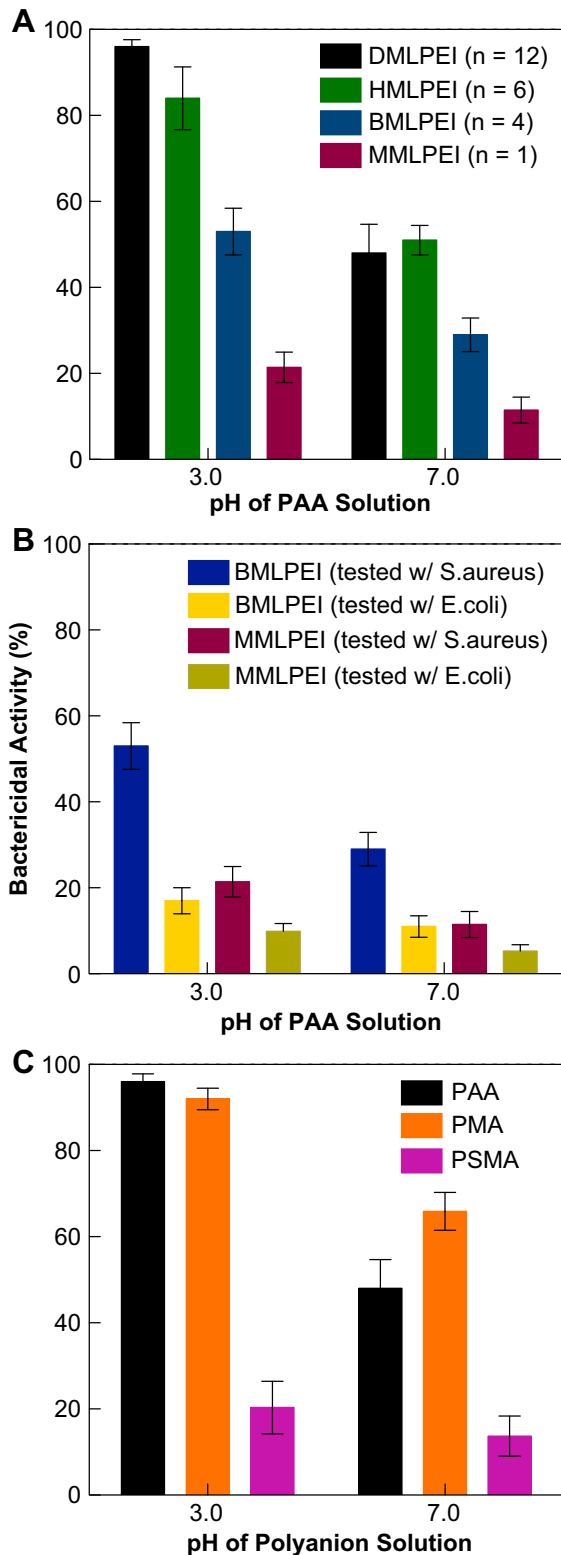 A
100
80
60
40
20
0
DMLPEI (n = 12)
HMLPEI (n = 6)
BMLPEI (n = 4)
MMLPEI (n = 1)
3.0
7.0
pH of PAA Solution
B
100
80
60
40
20
0
Bactericidal Activity (%)
BMLPEI (tested w/ S.aureus)
BMLPEI (tested w/ E.coli)
MMLPEI (tested w/ S.aureus)
MMLPEI (tested w/ E.coli)
3.0
7.0
pH of PAA Solution
C
100
80
60
40
20
0
PAA
PMA
PSMA
3.0
7.0
pH of Polyanion Solution